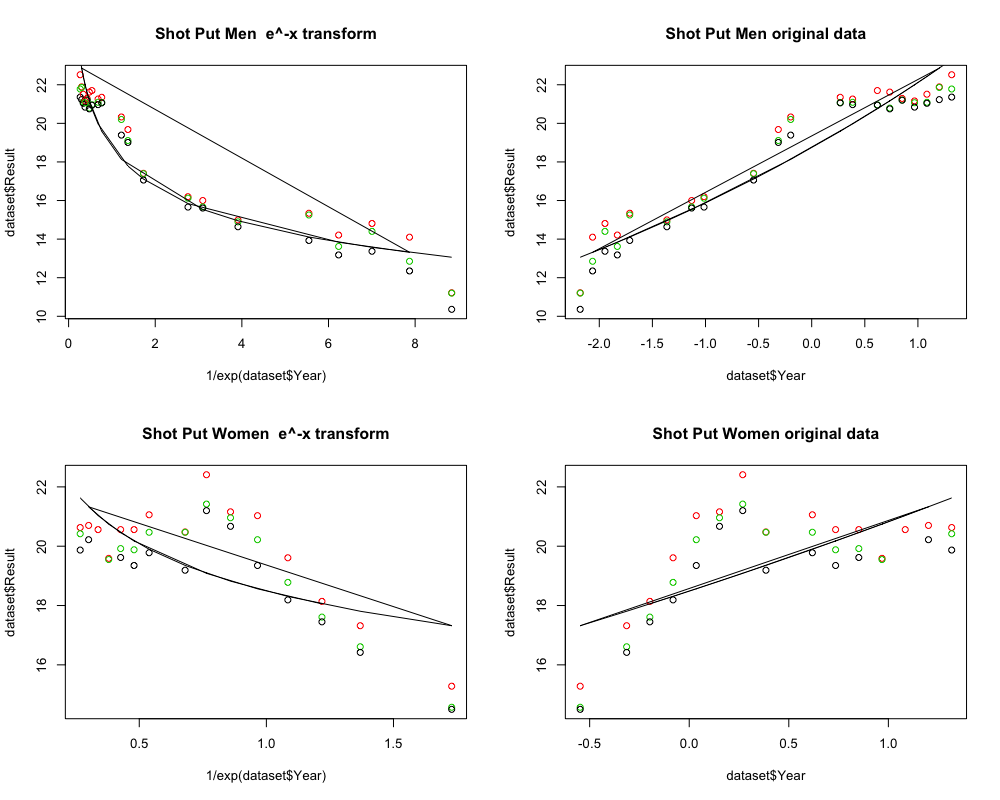 Shot Put Men  e^-x transform
dataset$Result
22
20
18
16
14
12
10
0 2 4 6 8
1/exp(dataset$Year)
Shot Put Men original data
dataset$Result
22
20
18
16
14
12
10
-2.0 -1.5 -1.0 -0.5 0.0 0.5 1.0
dataset$Year
Shot Put Women  e^-x transform
dataset$Result
22
20
18
16
0.5 1.0 1.5
1/exp(dataset$Year)
Shot Put Women original data
dataset$Result
22
20
18
16
-0.5 0.0 0.5 1.0
dataset$Year